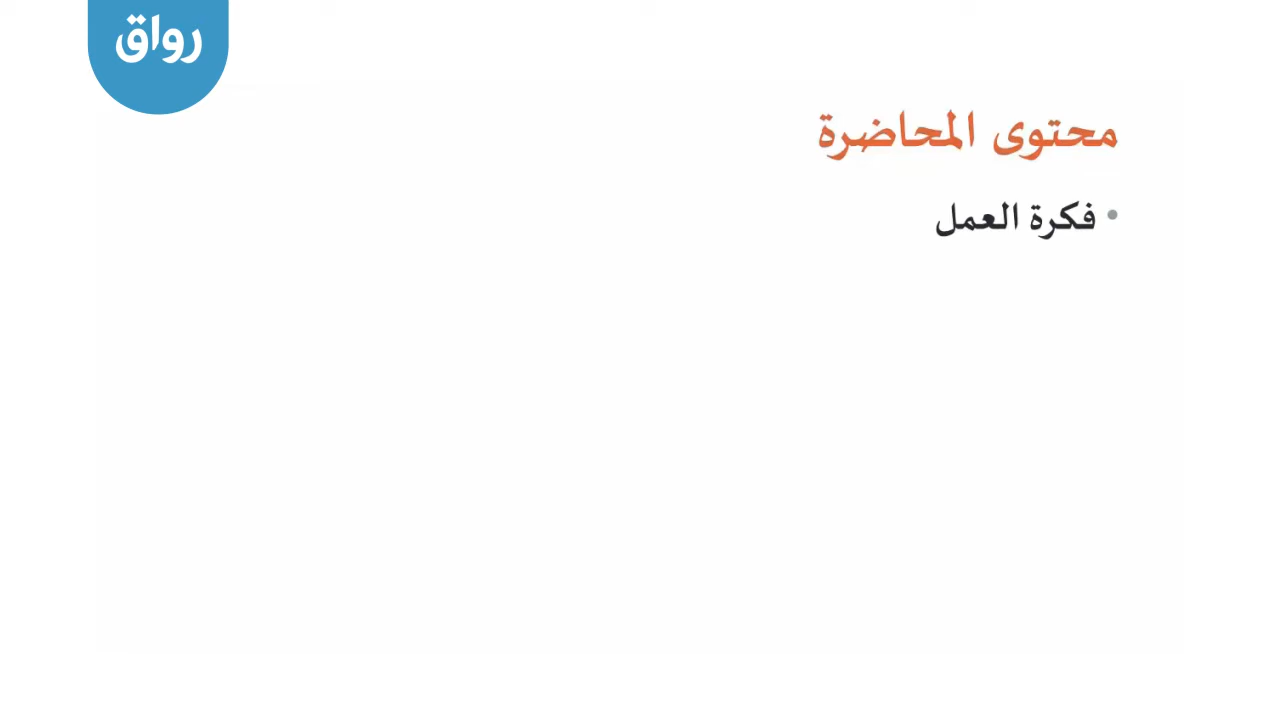 رواق
محتوى المحاضرة
• فكرة العمل